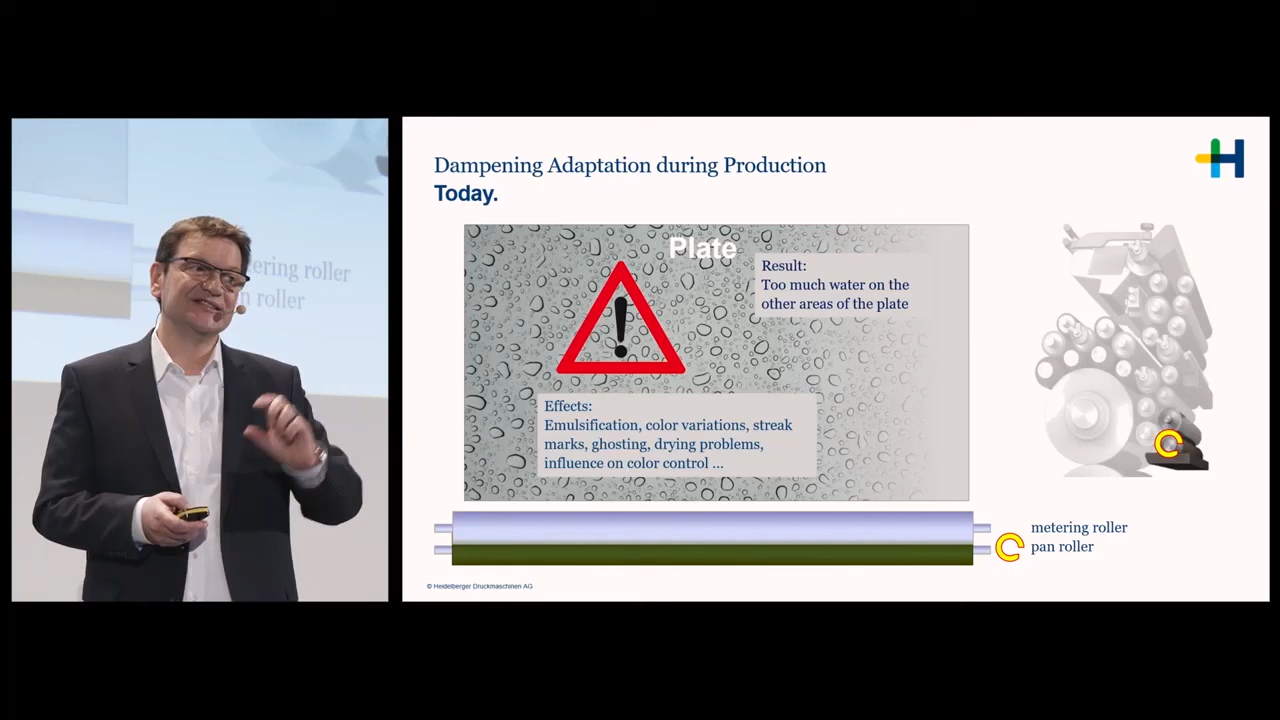 tering roller
n roller
Dampening Adaptation during Production
Today.
Plate
Result:
Too much water on the
other areas of the plate
Effects:
Emulsification, color variations, streak
marks, ghosting, drying problems,
influence on color control ...
metering roller
pan roller
© Heidelberger Druckmaschinen AG